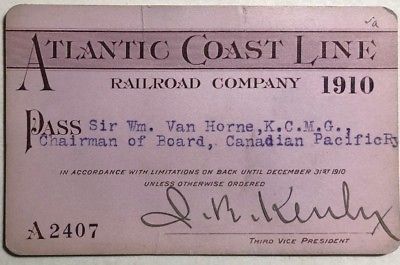 ATLANTIC COAST LINE
RAILROAD COMPANY 1910
PASS Sir Wm. Van Horne,K.C.M.G.,
Chairman of Board, Canadian PacificRy
IN ACCORDANCE WITH LIMITATIONS ON BACK UNTIL DECEMBER 31ST 1910
UNLESS OTHERWISE ORDERED
A 2407
THIRD VICE PRESIDENT